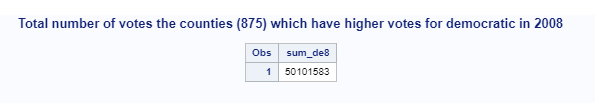 Total number of votes the counties (875) which have higher votes for democratic in 2008
Obs sum_de8
1 50101583